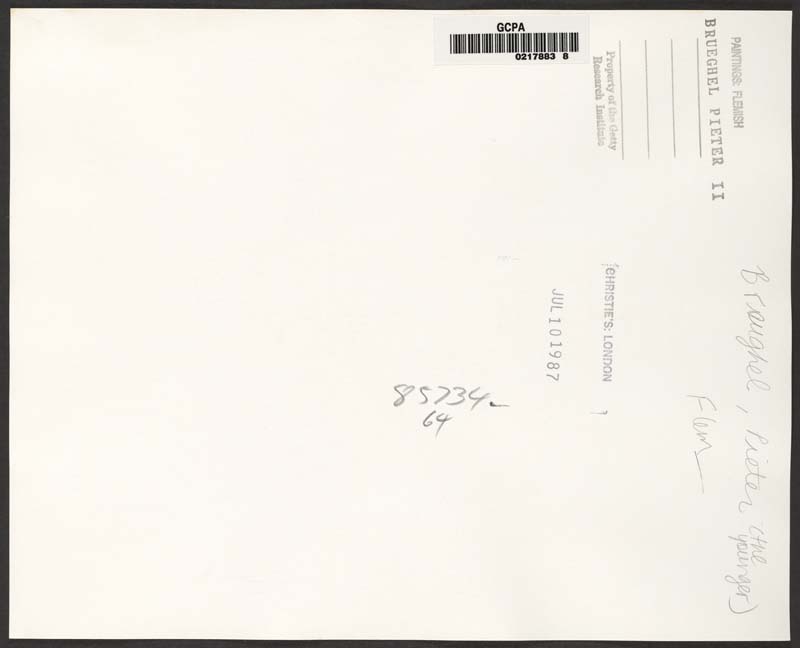 GCPA
0217883 8
PAINTINGS: FLEMISH
BRUEGHEL PIETER II
Property of the Getty
Research Institute
CHRISTIE'S: LONDON
JUL 10 1987
Brueghel, Pieter (the
younger)
Flem
85734-
64